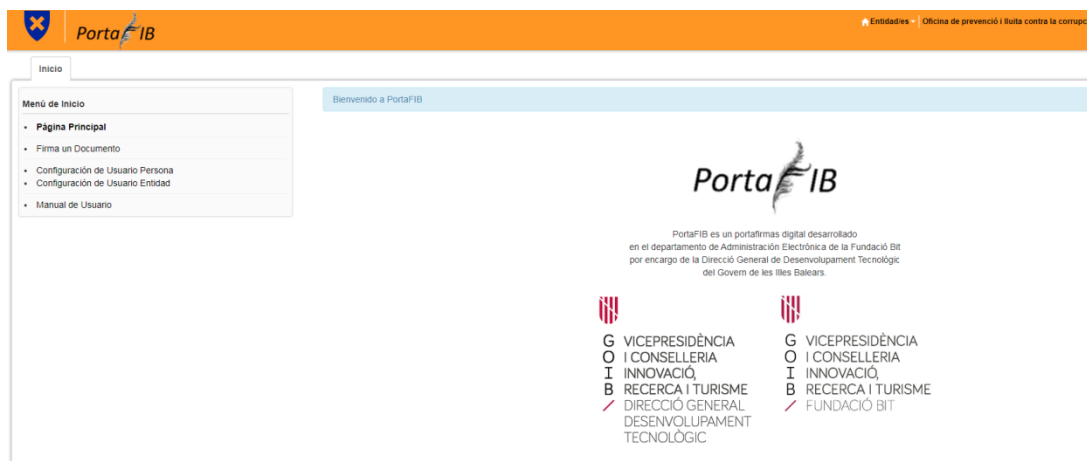 PortaFIB
Entidad/es
Oficina de prevenció i lluita contra la
Inicio
Menú de Inicio
Página Principal
Firma un Documento
Configuración de Usuario Persona
Configuración de Usuario Entidad
Manual de Usuario
Bienvenido a PortaFIB
PortaFIB
PortaFIB es un portafirmas digital desarrollado
en el departamento de Administración Electrónica de la Fundació Bit
por encargo de la Direcció General de Desenvolupament Tecnológic
del Govern de les Illes Balears.
G VICEPRESIDÈNCIA
O I CONSELLERIA
I INNOVACIÓ,
B RECERCA I TURISME
/ DIRECCIÓ GENERAL
DESENVOLUPAMENT
TECNOLÒGIC
G VICEPRESIDÈNCIA
O I CONSELLERIA
I INNOVACIÓ,
B RECERCA I TURISME
/ FUNDACIÓ BIT